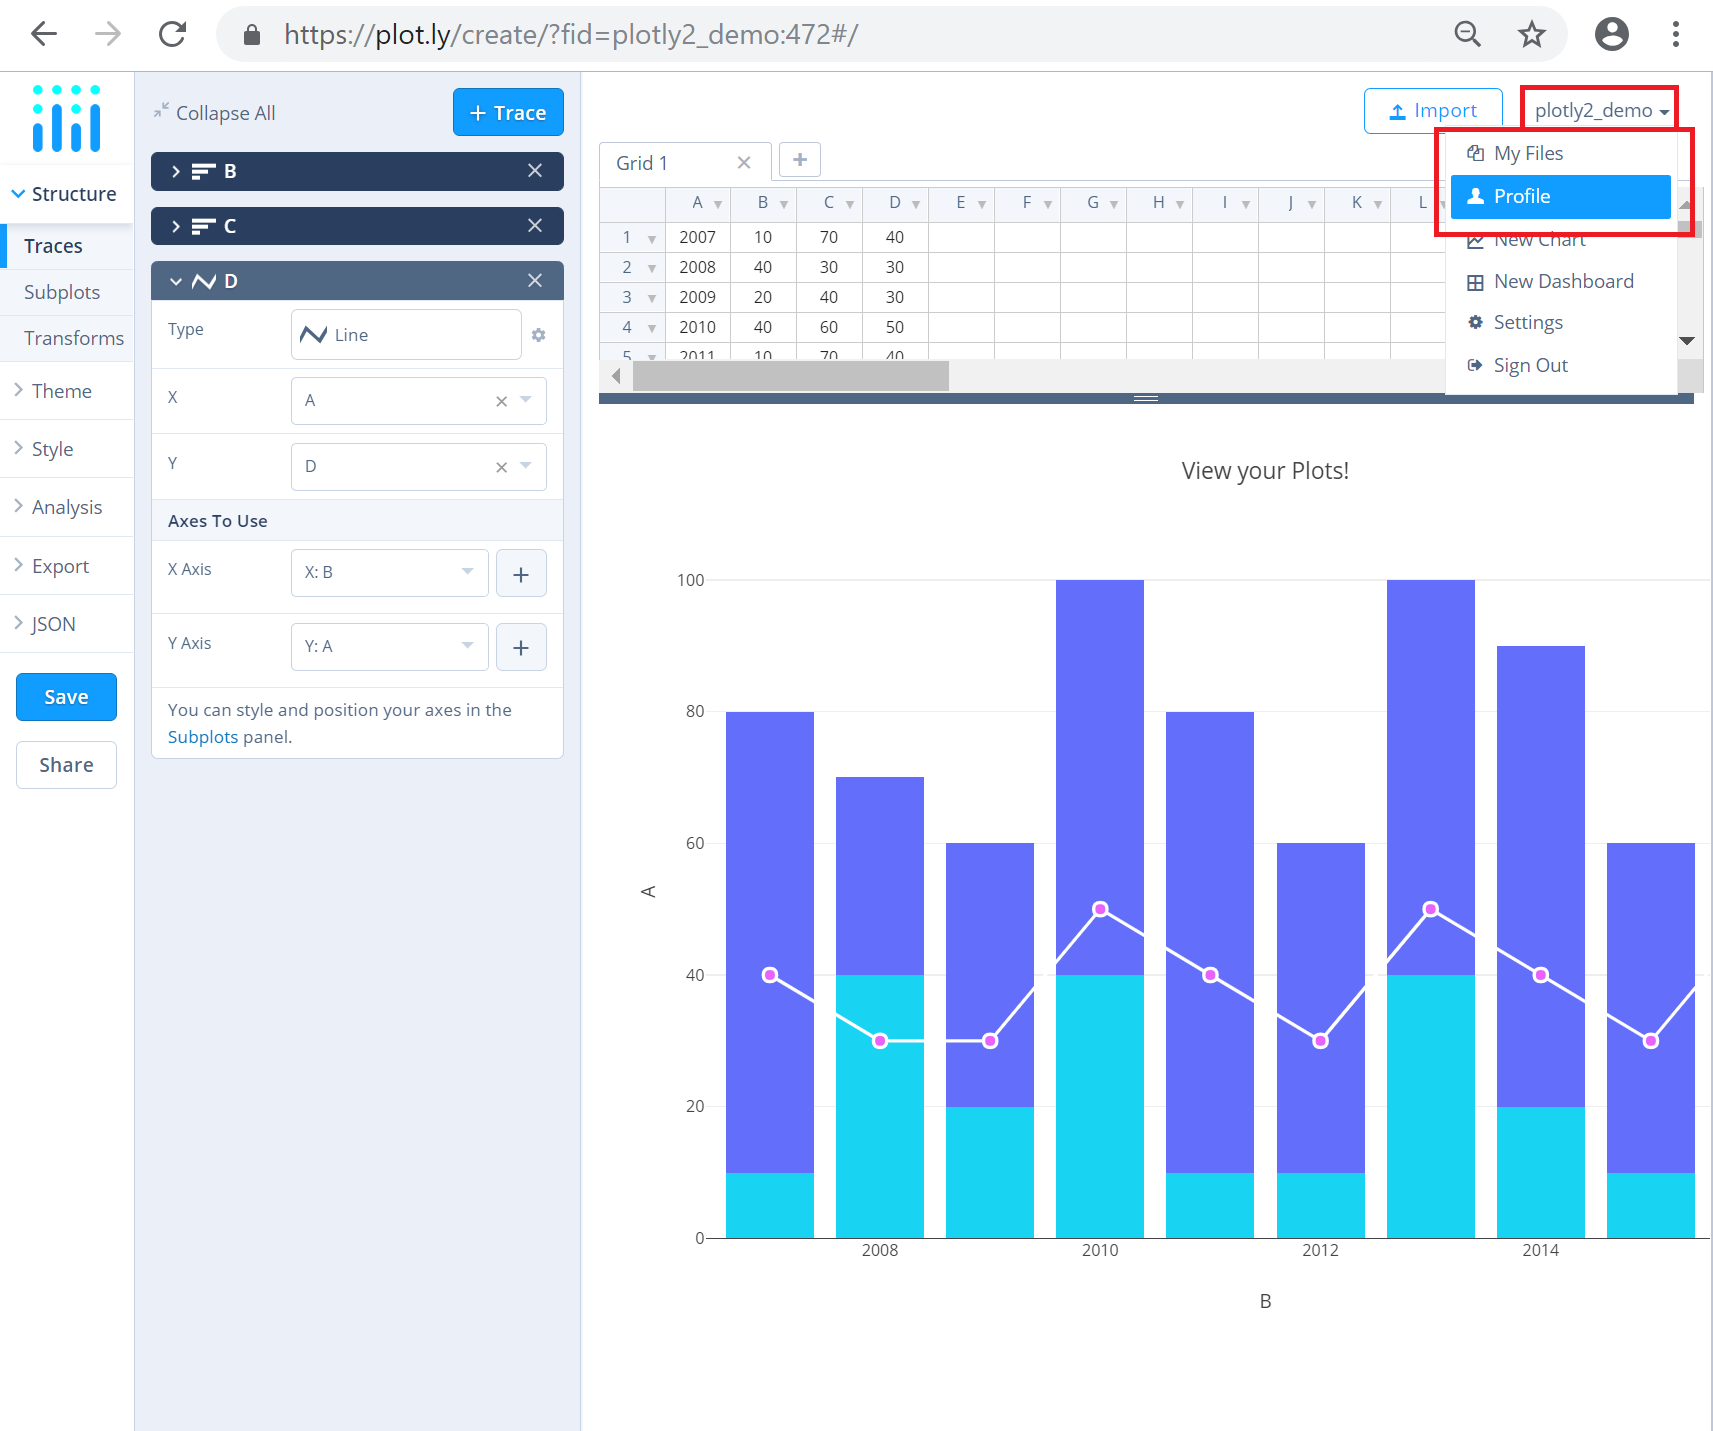 https://plot.ly/create/?fid=plotly2_demo:472#/
Collapse All
+ Trace
Import
plotly2_demo
Structure
Traces
Subplots
Transforms
Theme
Style
Analysis
Export
JSON
Save
Share
B
C
D
Type
Line
X
A
Y
D
Axes To Use
X Axis
X: B
Y Axis
Y: A
You can style and position your axes in the
Subplots panel.
My Files
Profile
New Chart
New Dashboard
Settings
Sign Out
Grid 1
A B C D E F G H I J K L
1 2007 10 70 40
2 2008 40 30 30
3 2009 20 40 30
4 2010 40 60 50
5 2011 10 70 40
View your Plots!
100
80
60
40
20
0
A
2008 2010 2012 2014
B